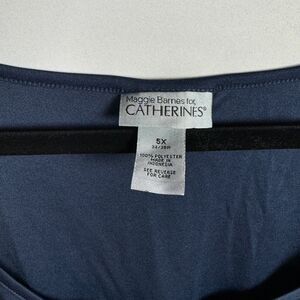 Maggie Barnes for
CATHERINES®
5X
34/36W
100% POLYESTER
MADE IN
INDONESIA
SEE REVERSE
FOR CARE